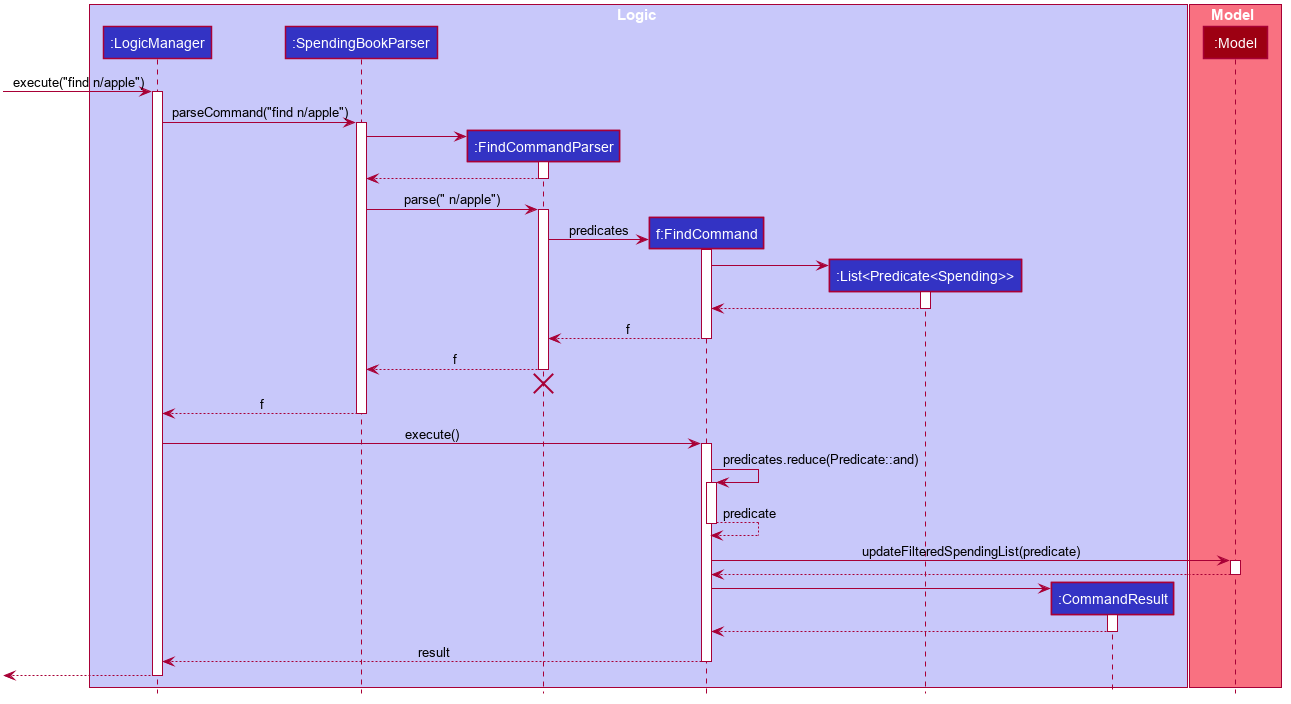 Logic
Model
:LogicManager
:SpendingBookParser
:Model
execute("find n/apple")
parseCommand("find n/apple")
:FindCommandParser
parse(" n/apple")
predicates
f:FindCommand
:List<Predicate<Spending>>
f
f
f
execute()
predicates.reduce(Predicate::and)
predicate
updateFilteredSpendingList(predicate)
:CommandResult
result